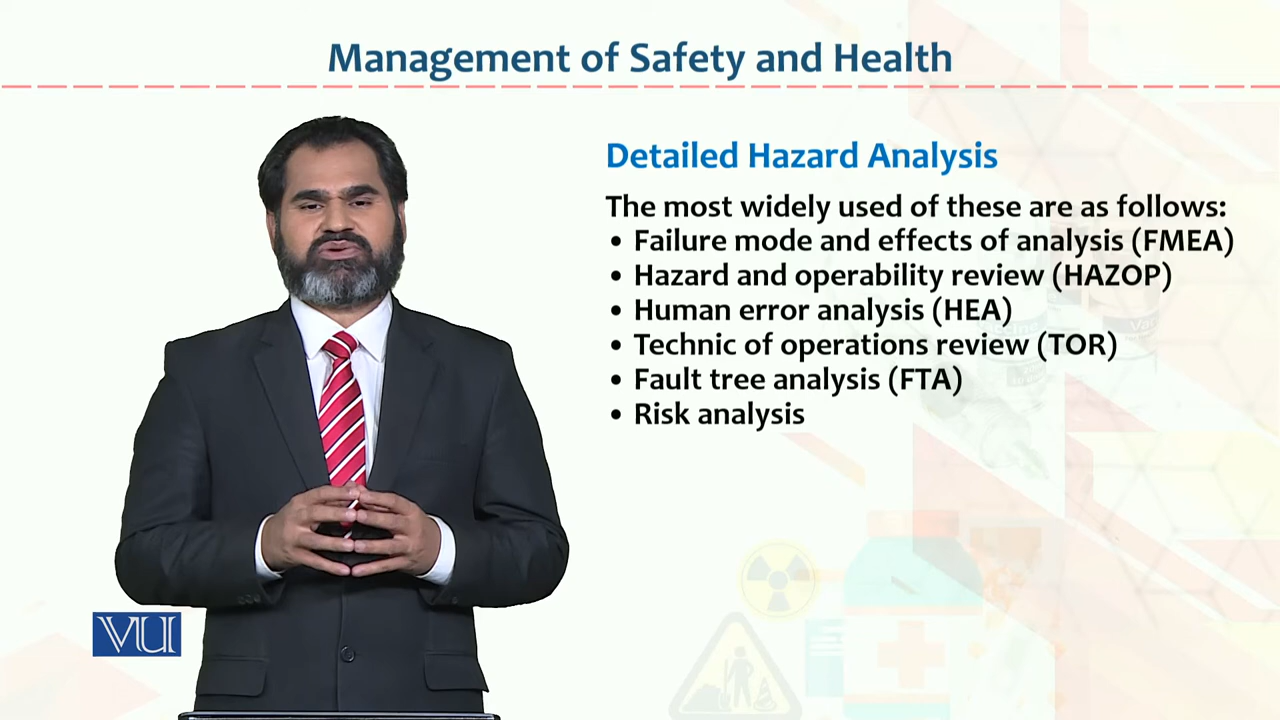 Management of Safety and Health
Detailed Hazard Analysis
The most widely used of these are as follows:
• Failure mode and effects of analysis (FMEA)
• Hazard and operability review (HAZOP)
• Human error analysis (HEA)
• Technic of operations review (TOR)
• Fault tree analysis (FTA)
• Risk analysis
VU